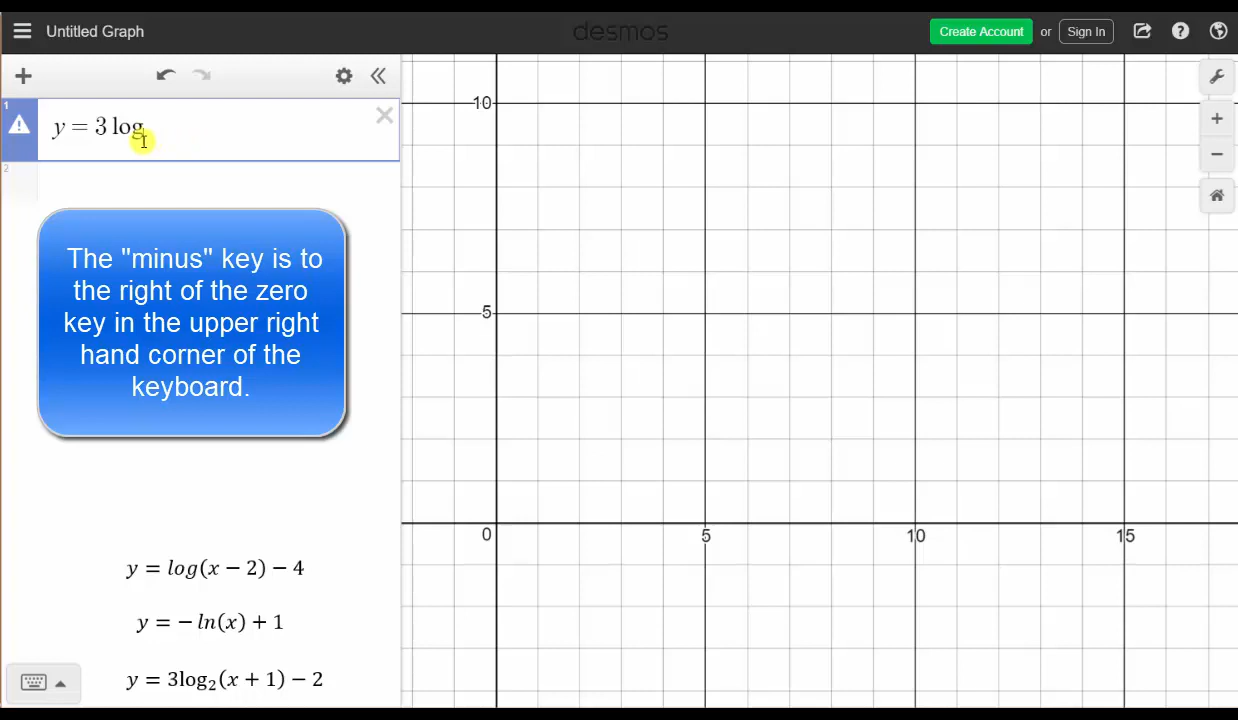 Untitled Graph
desmos
Create Account or Sign In
1
y = 3 log
2
The "minus" key is to
the right of the zero
key in the upper right
hand corner of the
keyboard.
y = log(x − 2) − 4
y = − ln(x) + 1
y = 3log₂(x + 1) − 2
10
5
0
5
10
15